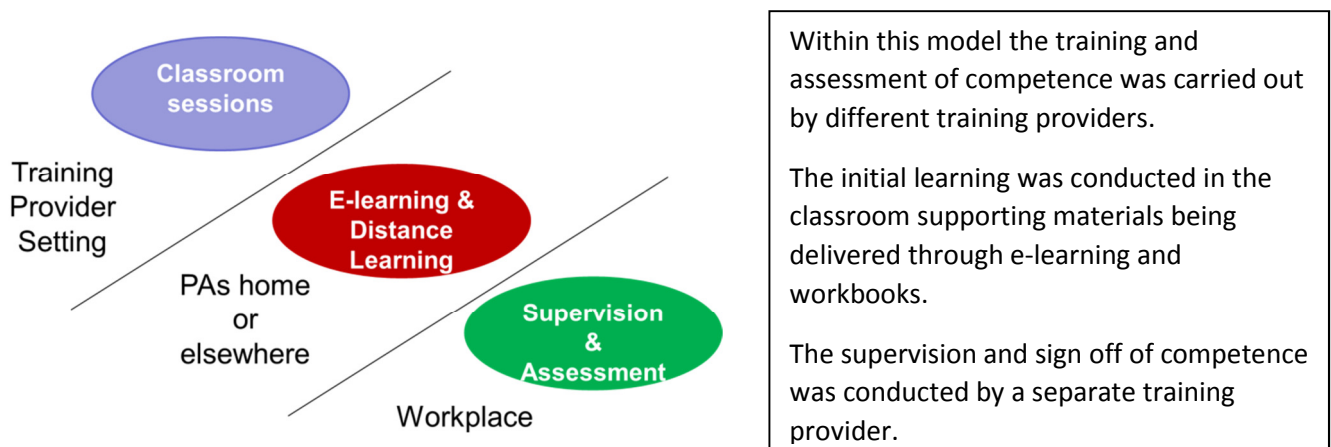 Classroom
sessions
Training
Provider
Setting
E-learning &
Distance
Learning
PAs home
or
elsewhere
Supervision
&
Assessment
Workplace
Within this model the training and
assessment of competence was carried out
by different training providers.
The initial learning was conducted in the
classroom supporting materials being
delivered through e-learning and
workbooks.
The supervision and sign off of competence
was conducted by a separate training
provider.